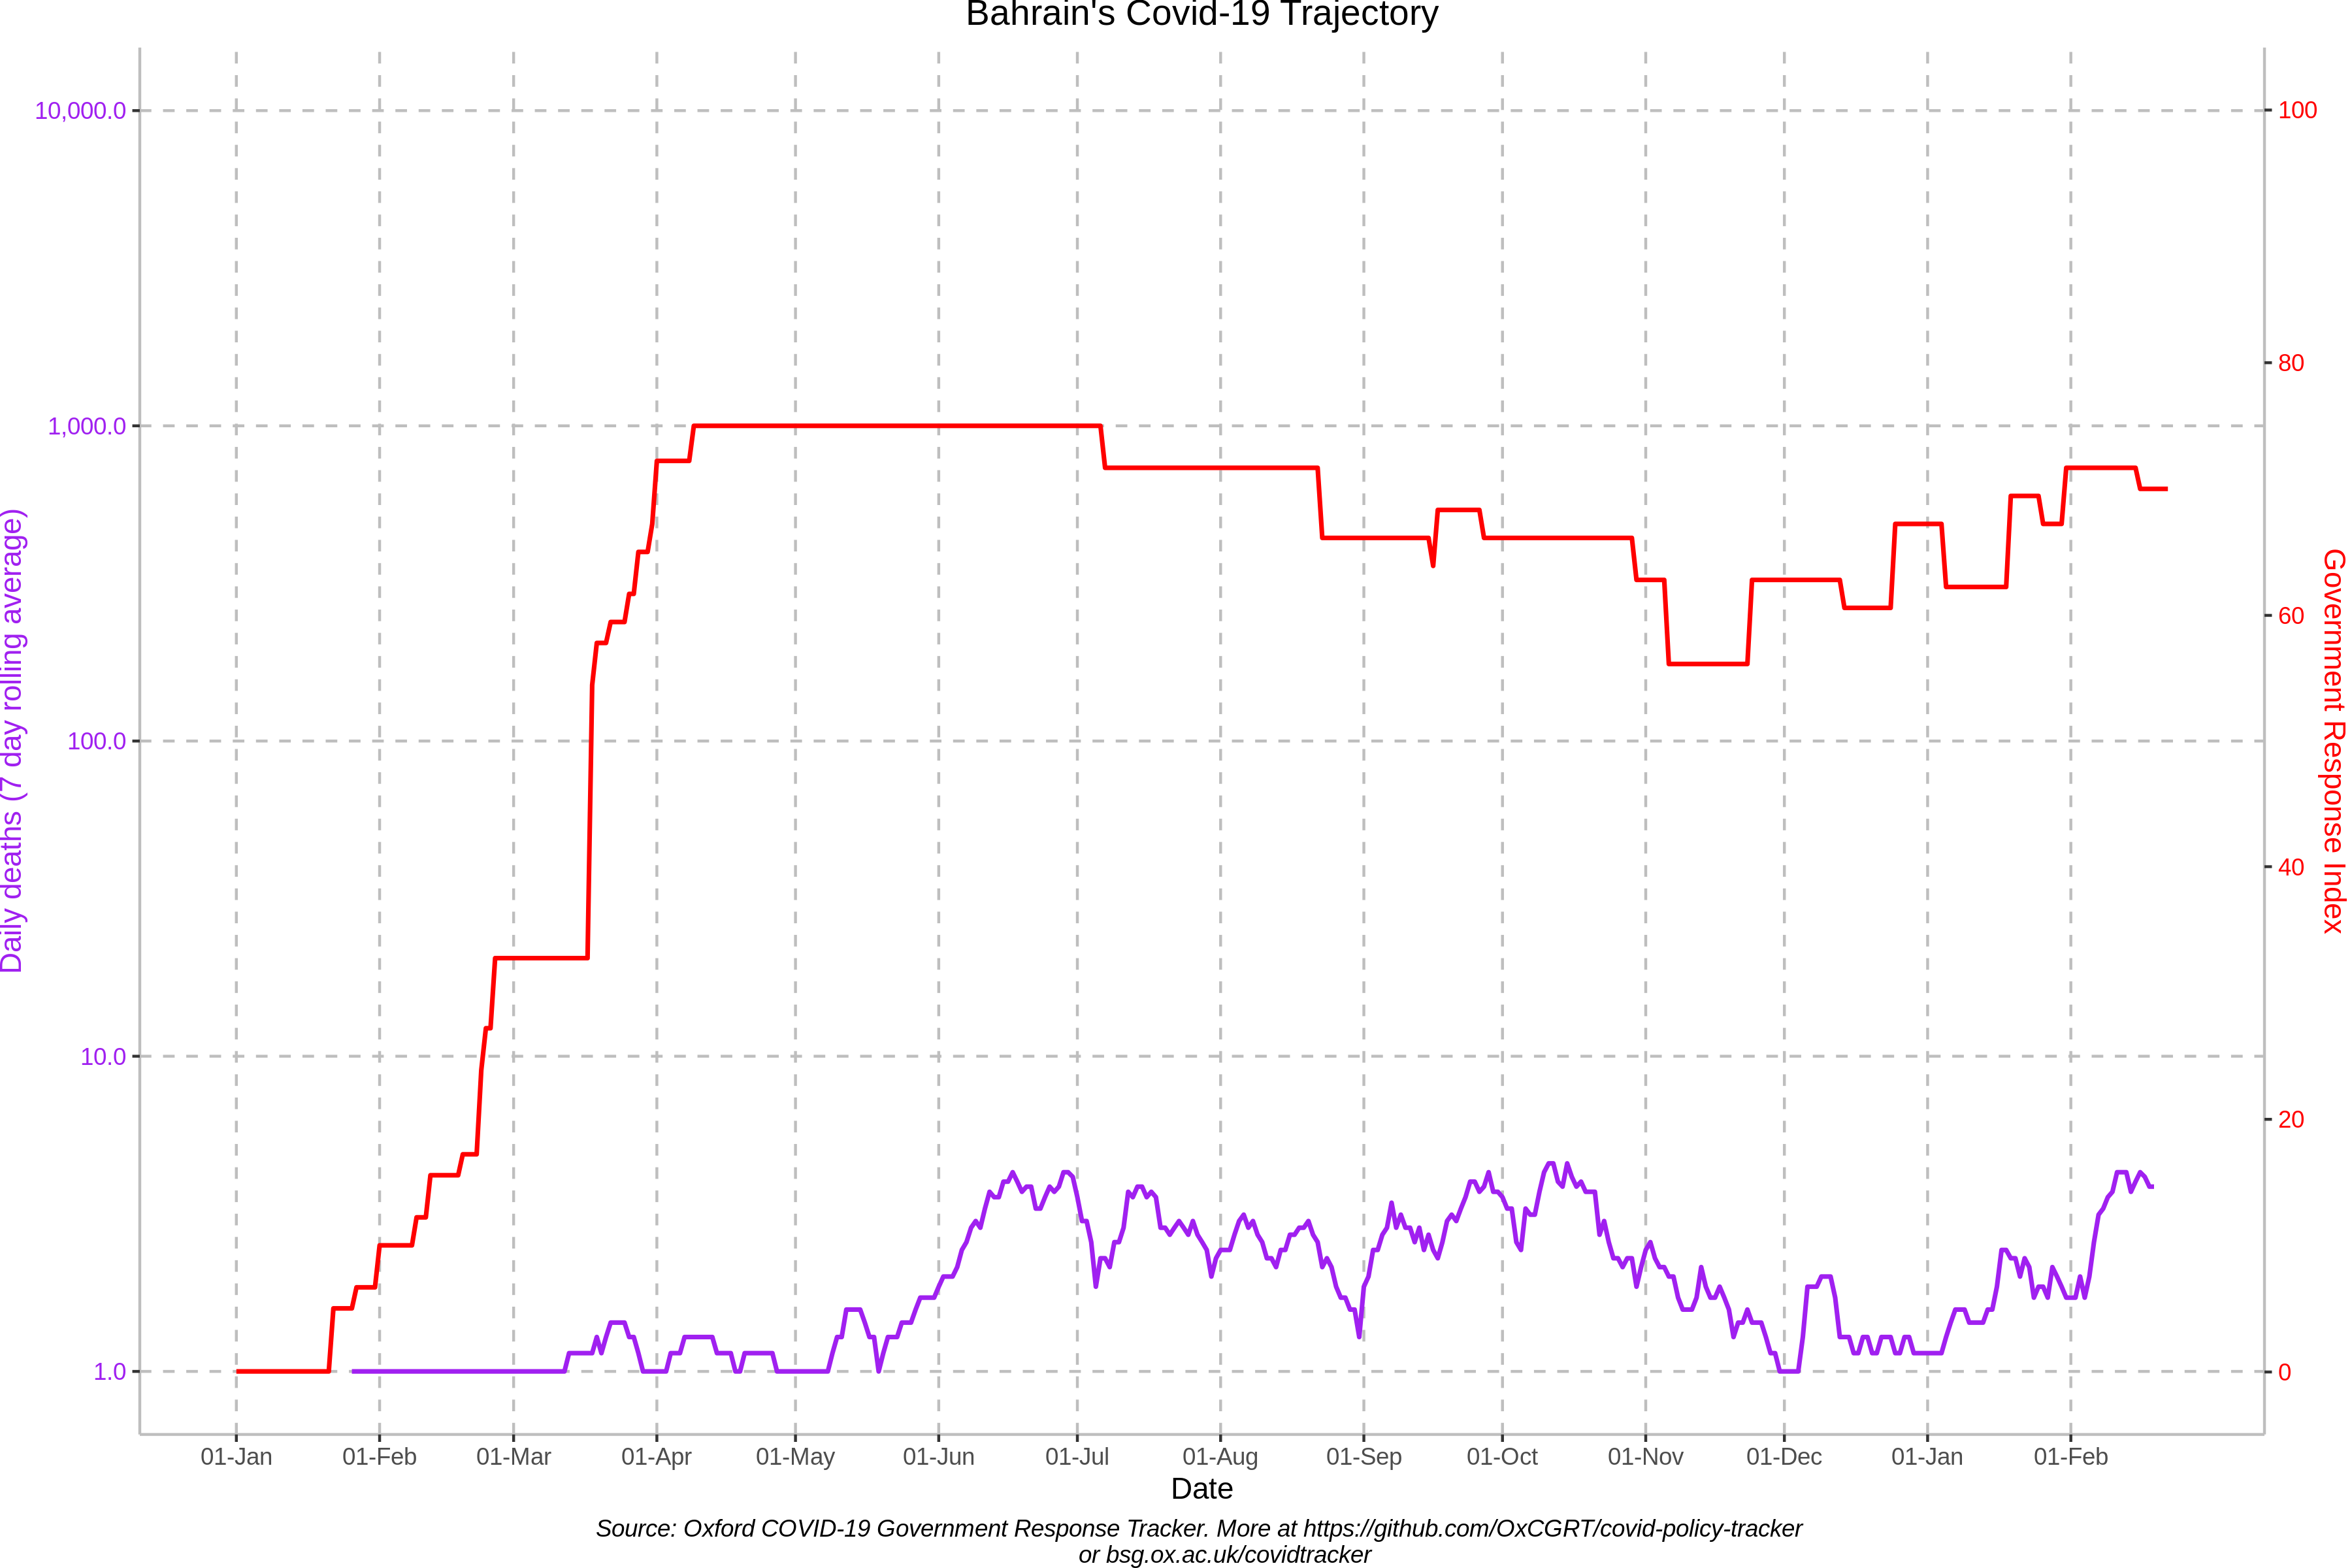 Bahrain's Covid-19 Trajectory
10,000.0
1,000.0
100.0
10.0
1.0
Daily deaths (7 day rolling average)
100
80
60
40
20
0
Government Response Index
01-Jan 01-Feb 01-Mar 01-Apr 01-May 01-Jun 01-Jul 01-Aug 01-Sep 01-Oct 01-Nov 01-Dec 01-Jan 01-Feb
Date
Source: Oxford COVID-19 Government Response Tracker. More at https://github.com/OxCGRT/covid-policy-tracker
or bsg.ox.ac.uk/covidtracker